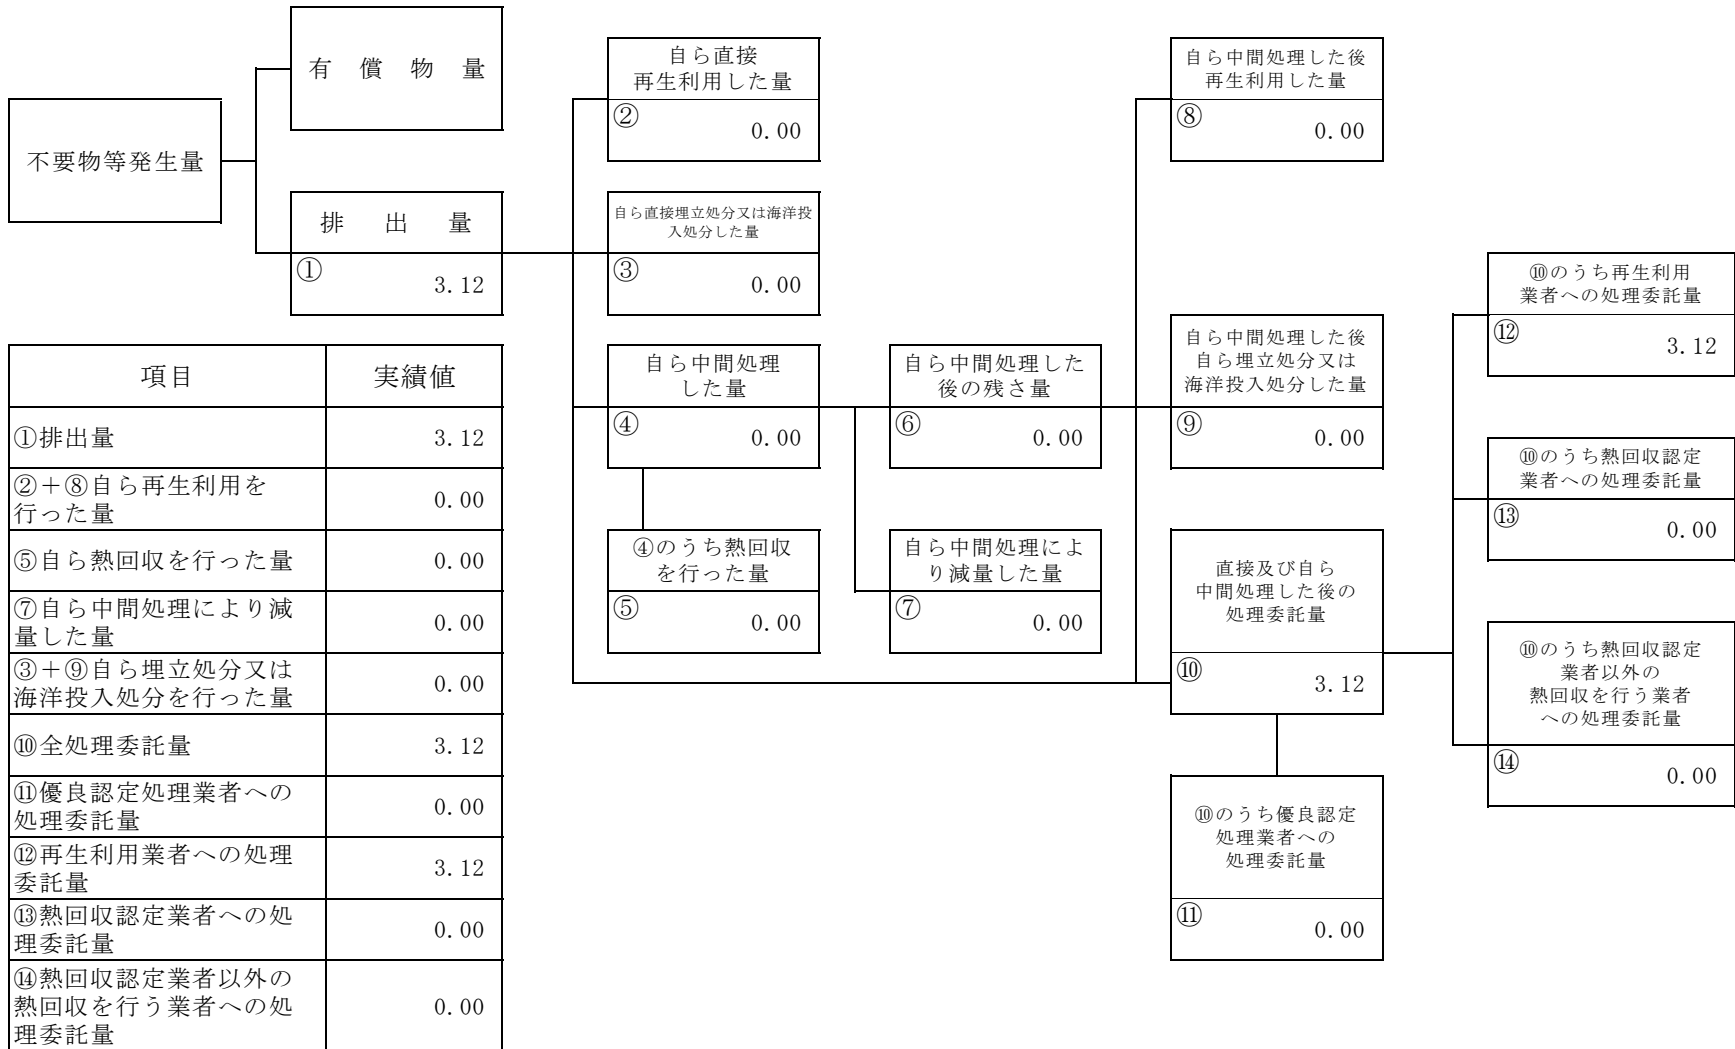 有償物量
不要物等発生量
排出量
①
3.12
自ら直接
再生利用した量
②
0.00
自ら直接埋立処分又は海洋投
入処分した量
③
0.00
自ら中間処理
した量
④
0.00
④のうち熱回収
を行った量
⑤
0.00
自ら中間処理した
後の残さ量
⑥
0.00
自ら中間処理によ
り減量した量
⑦
0.00
自ら中間処理した後
再生利用した量
⑧
0.00
自ら中間処理した後
自ら埋立処分又は
海洋投入処分した量
⑨
0.00
直接及び自ら
中間処理した後の
処理委託量
⑩
3.12
⑩のうち優良認定
処理業者への
処理委託量
⑪
0.00
⑩のうち再生利用
業者への処理委託量
⑫
3.12
⑩のうち熱回収認定
業者への処理委託量
⑬
0.00
⑩のうち熱回収認定
業者以外の
熱回収を行う業者
への処理委託量
⑭
0.00
項目 実績値
①排出量 3.12
②＋⑧自ら再生利用を
行った量 0.00
⑤自ら熱回収を行った量 0.00
⑦自ら中間処理により減
量した量 0.00
③＋⑨自ら埋立処分又は
海洋投入処分を行った量 0.00
⑩全処理委託量 3.12
⑪優良認定処理業者への
処理委託量 0.00
⑫再生利用業者への処理
委託量 3.12
⑬熱回収認定業者への処
理委託量 0.00
⑭熱回収認定業者以外の
熱回収を行う業者への処 0.00
理委託量